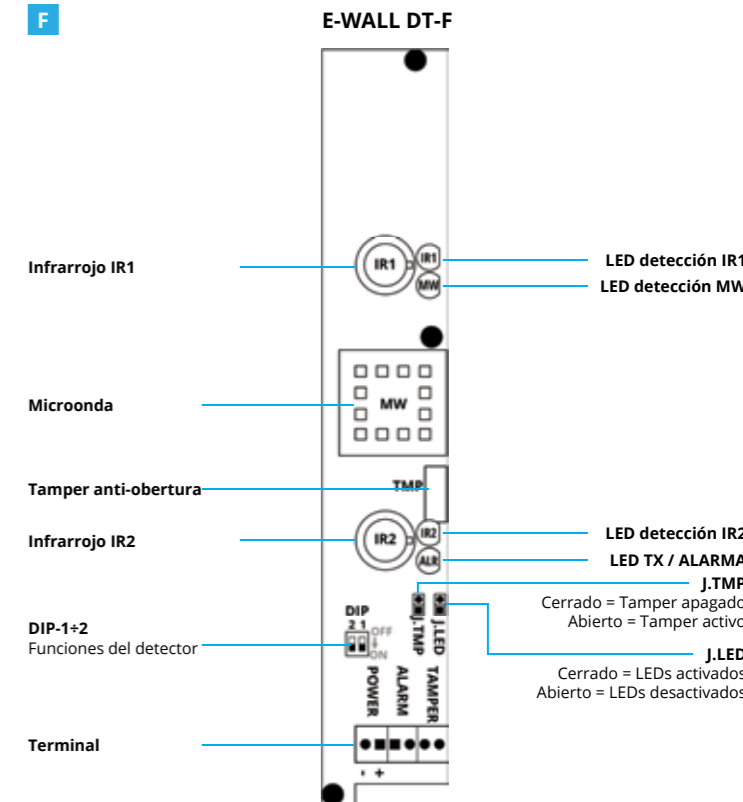 F
E-WALL DT-F
Infrarrojo IR1
IR1
IR1
LED detección IR1
MW
LED detección MW
Microonda
MW
Tamper anti-obertura
TMP
Infrarrojo IR2
IR2
IR2
LED detección IR2
ALR
LED TX / ALARMA
J.TMP
Cerrado = Tamper apagado
Abierto = Tamper activo
DIP
2 1
OFF
ON
J.TMP
J.LED
DIP-1÷2
Funciones del detector
J.LED
Cerrado = LEDs activados
Abierto = LEDs desactivados
POWER
ALARM
TAMPER
Terminal
- +